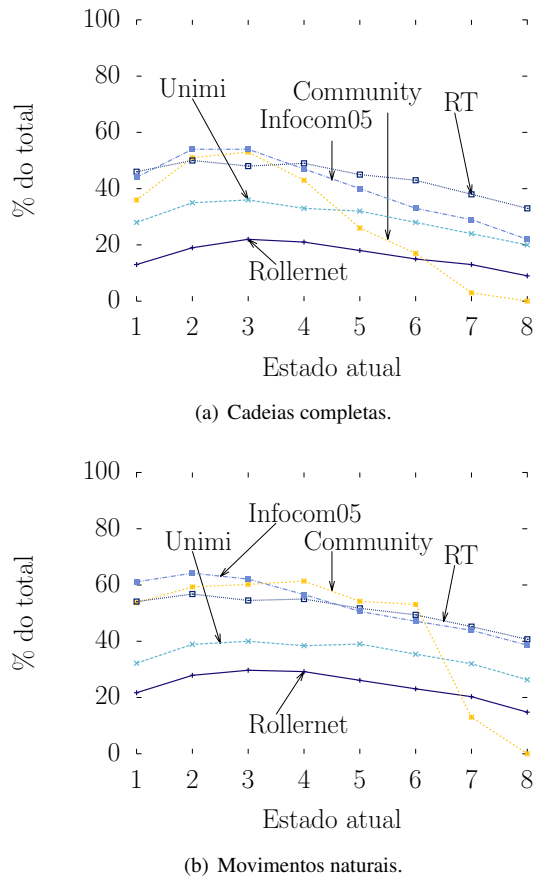 100
80
60
40
20
0
% do total
Unimi
Community
Infocom05
RT
Rollernet
1 2 3 4 5 6 7 8
Estado atual
(a) Cadeias completas.
100
80
60
40
20
0
% do total
Infocom05
Unimi
Community
RT
Rollernet
1 2 3 4 5 6 7 8
Estado atual
(b) Movimentos naturais.